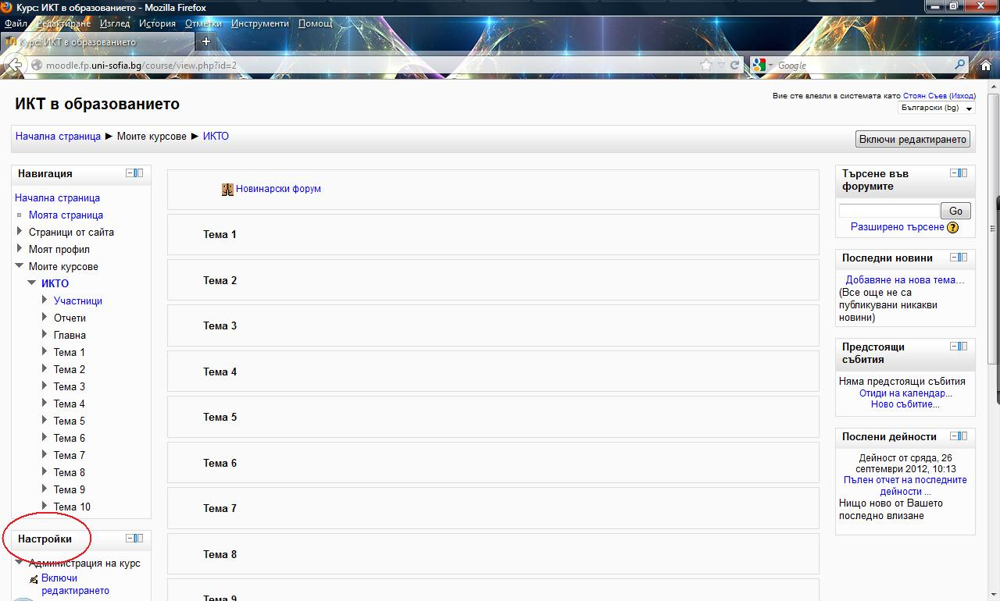 Курс: ИКТ в образованието - Mozilla Firefox
Файл Редактиране Изглед История Отметки Инструменти Помощ
Курс: ИКТ в образованието
moodle.fp.uni-sofia.bg/course/view.php?id=2
Google
ИКТ в образованието
Вие сте влезли в системата като Стоян Съев (Изход)
Български (bg)
Начална страница ► Моите курсове ► ИКТО
Включи редактирането
Навигация
Начална страница
Моята страница
Страници от сайта
Моят профил
Моите курсове
ИКТО
Участници
Отчети
Главна
Тема 1
Тема 2
Тема 3
Тема 4
Тема 5
Тема 6
Тема 7
Тема 8
Тема 9
Тема 10
Настройки
Администрация на курс
Включи
редактирането
Новинарски форум
Тема 1
Тема 2
Тема 3
Тема 4
Тема 5
Тема 6
Тема 7
Тема 8
Тема 9
Търсене във
форумите
Go
Разширено търсене ?
Последни новини
Добавяне на нова тема...
(Все още не са
публикувани никакви
новини)
Предстоящи
събития
Няма предстоящи събития
Отиди на календар...
Ново събитие...
Послени дейности
Дейност от сряда, 26
септември 2012, 10:13
Пълен отчет на последните
дейности ...
Нищо ново от Вашето
последно влизане